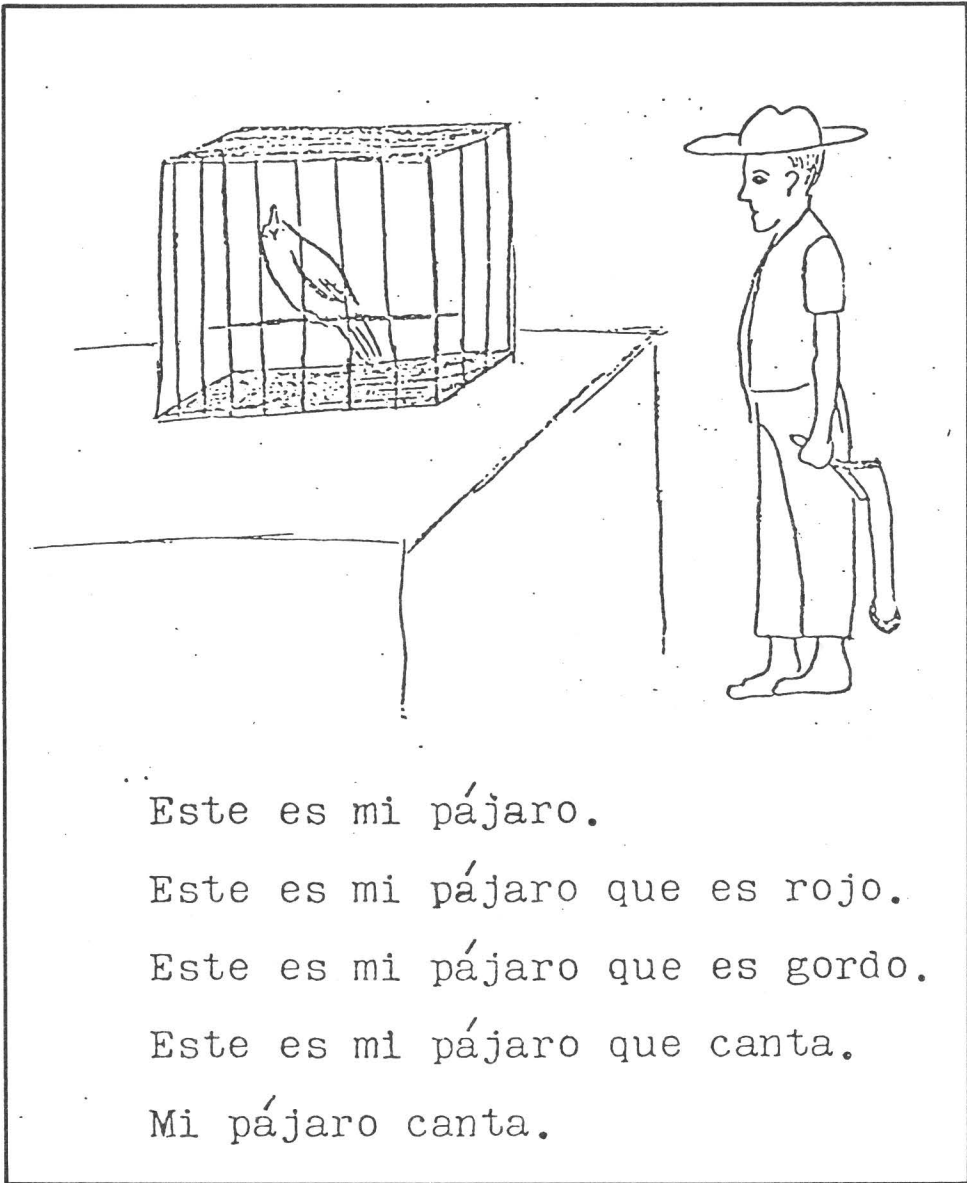 Este es mi pájaro.
Este es mi pájaro que es rojo.
Este es mi pájaro que es gordo.
Este es mi pájaro que canta.
Mi pájaro canta.